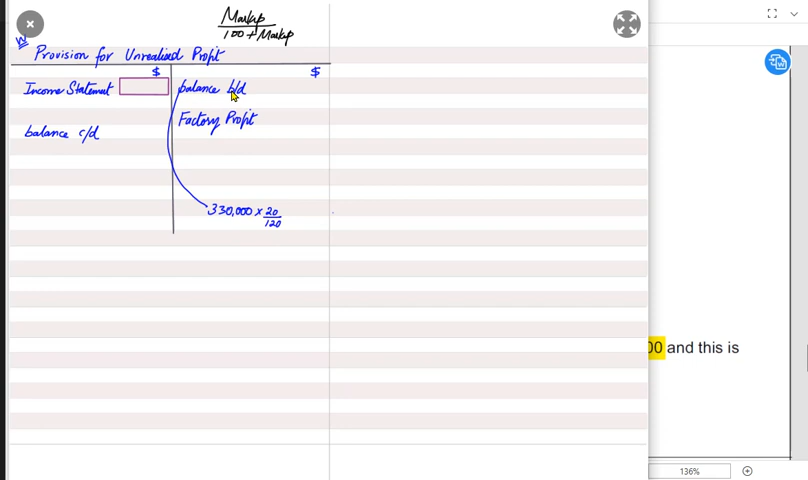 Markup
100 + Markup
W
Provision for Unrealised Profit
$ $
Income Statement balance b/d
Factory Profit
balance c/d
330,000 x 20
120
00 and this is
136%